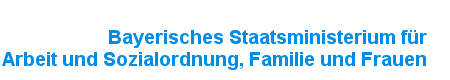 Bayerisches Staatsministerium für
Arbeit und Sozialordnung, Familie und Frauen